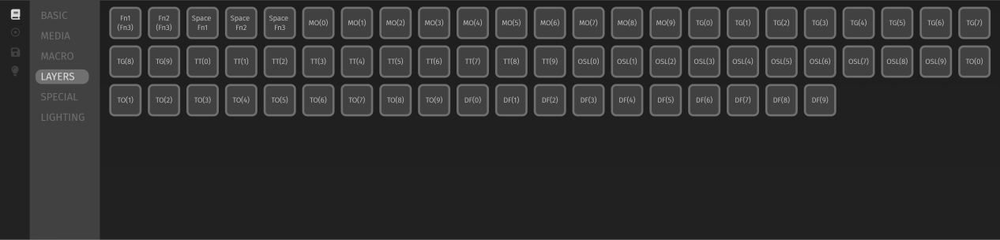 BASIC
MEDIA
MACRO
LAYERS
SPECIAL
LIGHTING
Fn1 (Fn3) Fn2 (Fn3) Space Fn1 Space Fn2 Space Fn3 MO(0) MO(1) MO(2) MO(3) MO(4) MO(5) MO(6) MO(7) MO(8) MO(9) TG(0) TG(1) TG(2) TG(3) TG(4) TG(5) TG(6) TG(7)
TG(8) TG(9) TT(0) TT(1) TT(2) TT(3) TT(4) TT(5) TT(6) TT(7) TT(8) TT(9) OSL(0) OSL(1) OSL(2) OSL(3) OSL(4) OSL(5) OSL(6) OSL(7) OSL(8) OSL(9) TO(0)
TO(1) TO(2) TO(3) TO(4) TO(5) TO(6) TO(7) TO(8) TO(9) DF(0) DF(1) DF(2) DF(3) DF(4) DF(5) DF(6) DF(7) DF(8) DF(9)